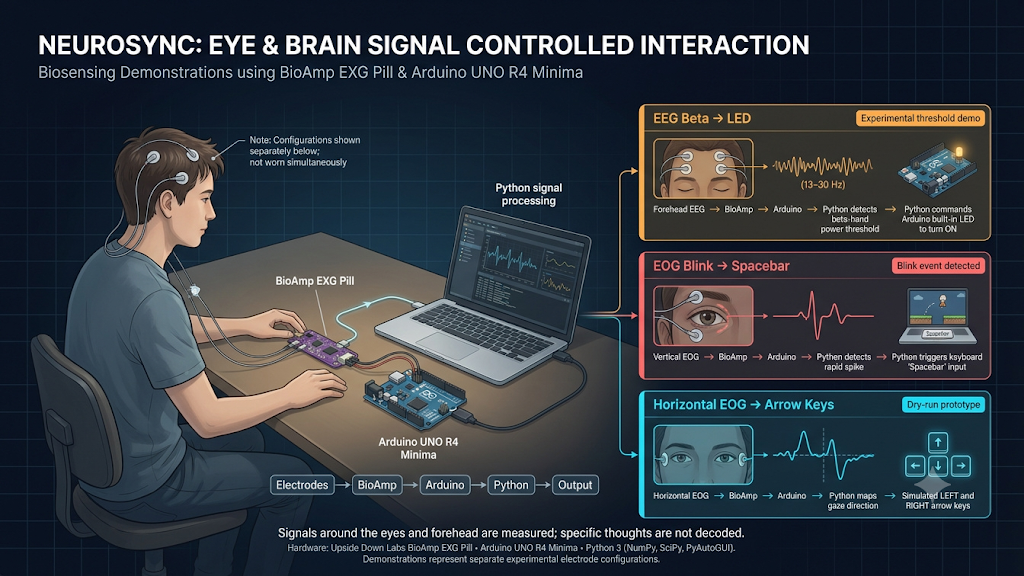 NEUROSYNC: EYE & BRAIN SIGNAL CONTROLLED INTERACTION
Biosensing Demonstrations using BioAmp EXG Pill & Arduino UNO R4 Minima
Note: Configurations shown
separately below;
not worn simultaneously
Python signal
processing
BioAmp EXG Pill
Arduino UNO R4
Minima
Electrodes → BioAmp → Arduino → Python → Output
EEG Beta → LED
Experimental threshold demo
(13–30 Hz)
Forehead EEG → BioAmp → Arduino → Python detects
bets-hand
power threshold
→ Python commands
Arduino built-in LED
to turn ON
EOG Blink → Spacebar
Blink event detected
Spacebar
Vertical EOG → BioAmp → Arduino → Python detects
rapid spike
→ Python triggers kyboard
'Spacebar' input
Horizontal EOG → Arrow Keys
Dry-run prototype
Horizontal EOG → BioAmp → Arduino → Python maps
gaze direction
→ Simulated LEFT and
RIGHT arrow keys
Signals around the eyes and forehead are measured; specific thoughts are not decoded.
Hardware: Upside Down Labs BioAmp EXG Pill • Arduino UNO R4 Minima • Python 3 (NumPy, SciPy, PyAutoGUI).
Demonstrations represent separate experimental electrode configurations.